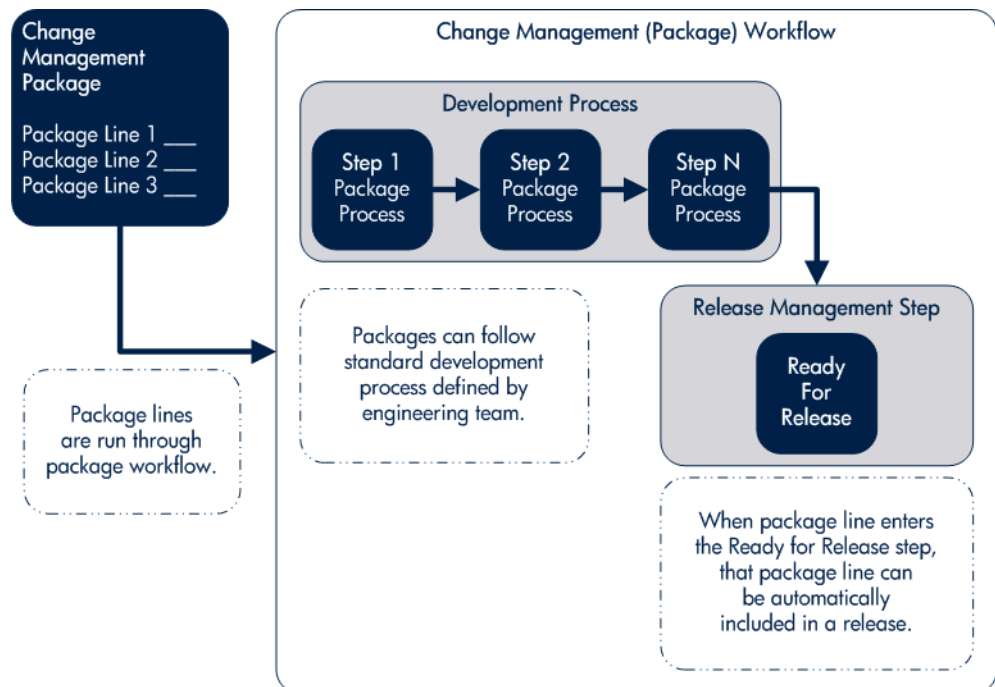 Change
Management
Package
Package Line 1 ___
Package Line 2 ___
Package Line 3 ___
Change Management (Package) Workflow
Development Process
Step 1
Package
Process
Step 2
Package
Process
Step N
Package
Process
Release Management Step
Ready
For
Release
Package lines
are run through
package workflow.
Packages can follow
standard development
process defined by
engineering team.
When package line enters
the Ready for Release step,
that package line can
be automatically
included in a release.